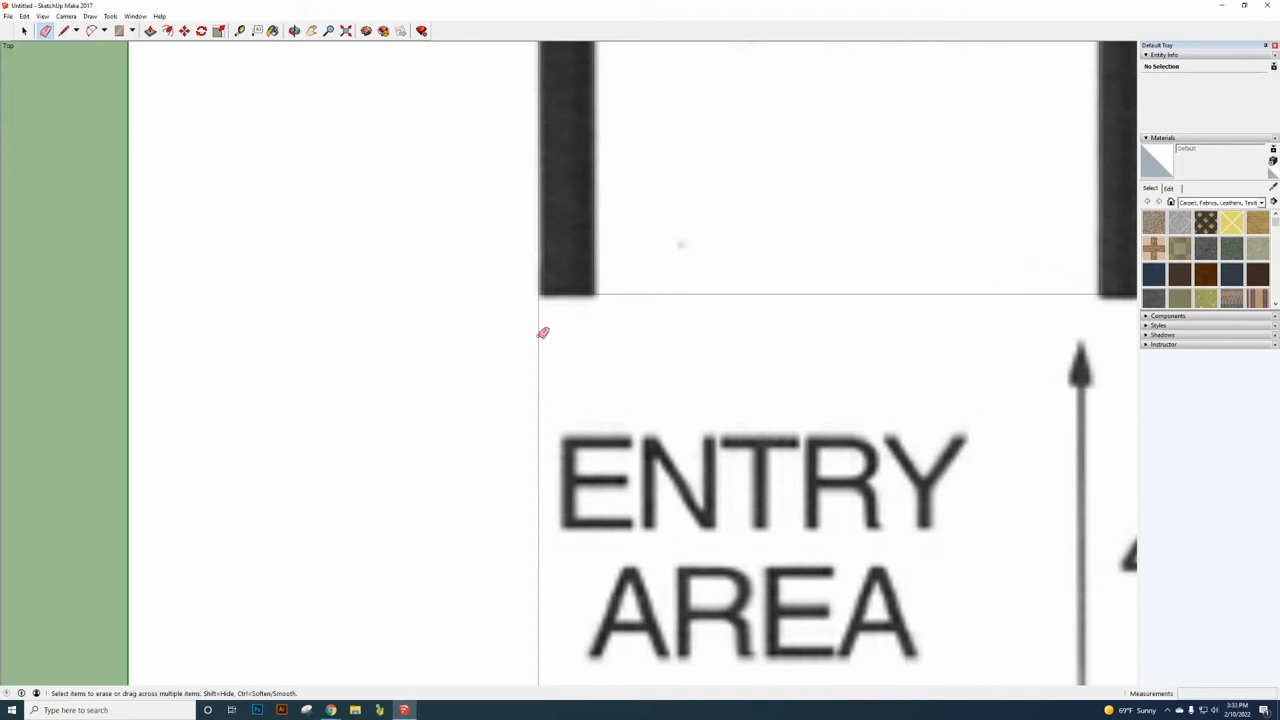 Untitled - SketchUp Make 2017
File Edit View Camera Draw Tools Window Help
Top
Default Tray
Entity Info
No Selection
Materials
Default
Select Edit
Carpet, Fabrics, Leathers, Texti
Components
Styles
Shadows
Instructor
ENTRY
AREA
Select items to erase or drag across multiple items. Shift=Hide, Ctrl=Soften/Smooth.
Measurements
Type here to search
69°F Sunny
3:33 PM
2/10/2022